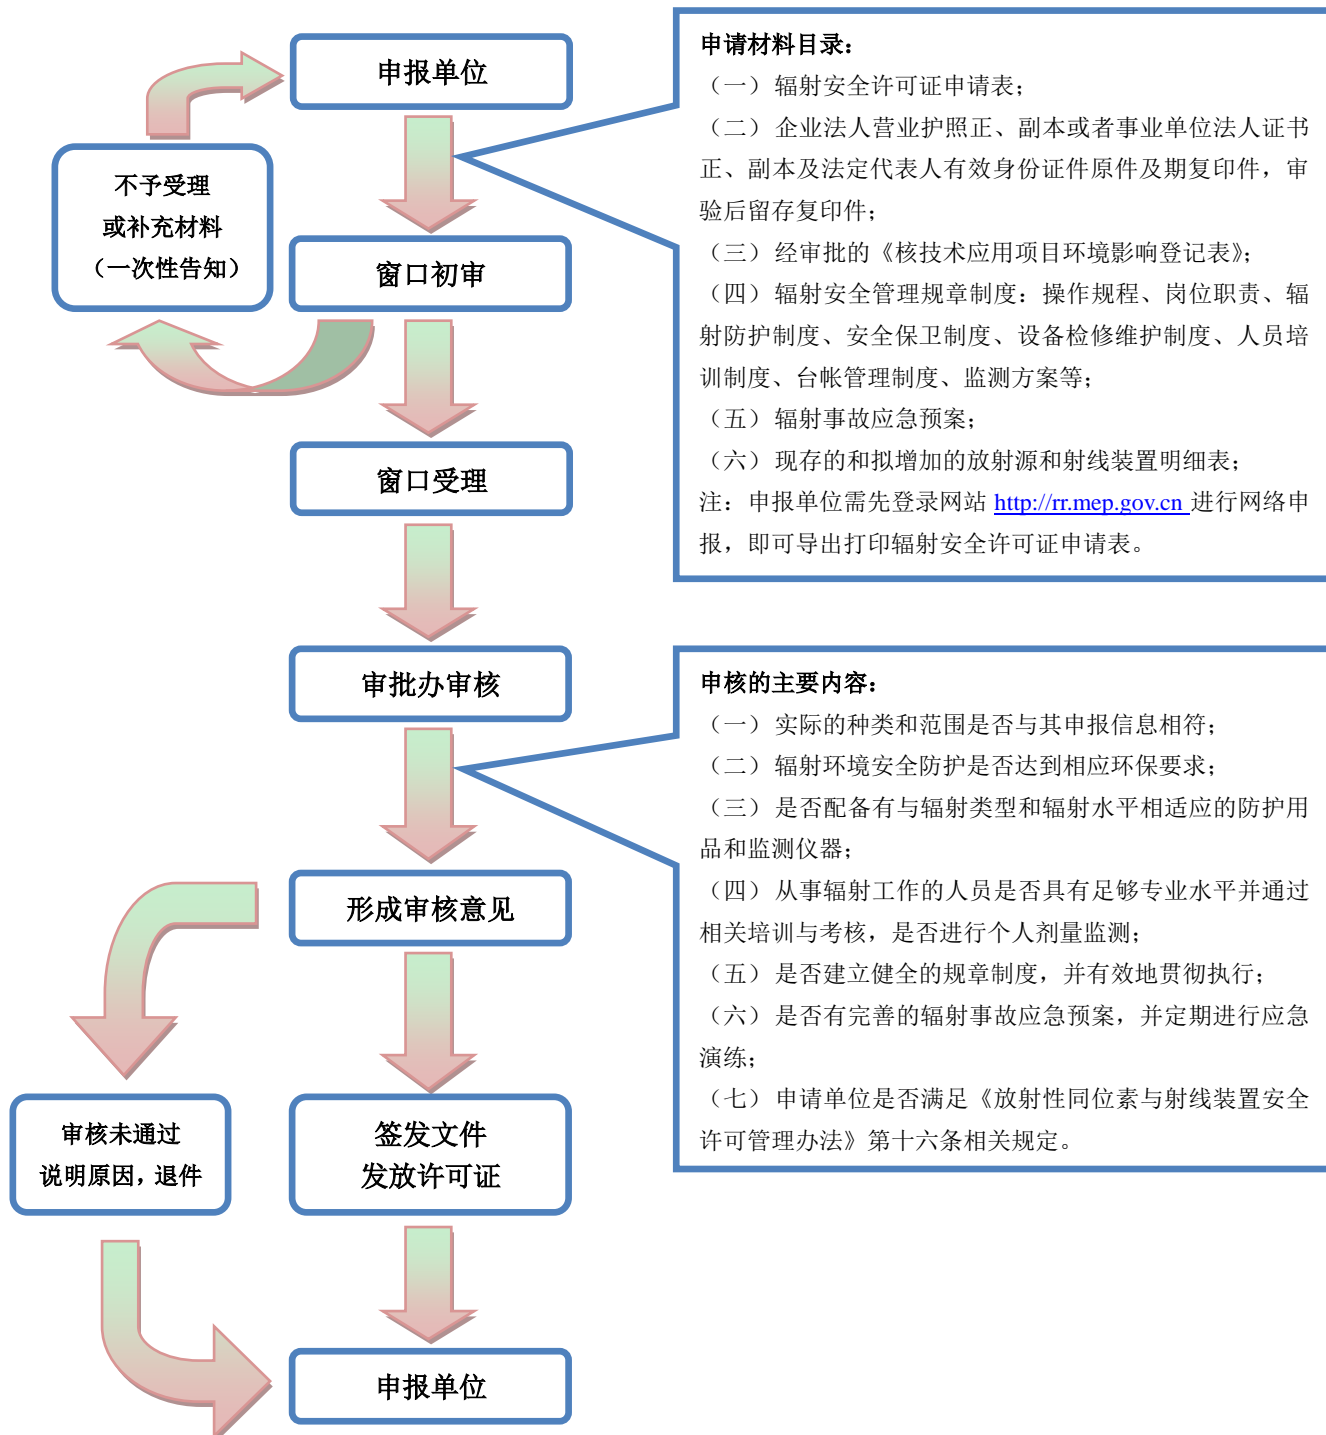 申报单位
不予受理
或补充材料
（一次性告知）
窗口初审
窗口受理
审批办审核
形成审核意见
审核未通过
说明原因，退件
签发文件
发放许可证
申报单位
申请材料目录：
（一） 辐射安全许可证申请表；
（二） 企业法人营业护照正、副本或者事业单位法人证书
正、副本及法定代表人有效身份证件原件及期复印件，审
验后留存复印件；
（三） 经审批的《核技术应用项目环境影响登记表》；
（四） 辐射安全管理规章制度：操作规程、岗位职责、辐
射防护制度、安全保卫制度、设备检修维护制度、人员培
训制度、台帐管理制度、监测方案等；
（五） 辐射事故应急预案；
（六） 现存的和拟增加的放射源和射线装置明细表；
注：申报单位需先登录网站 http://rr.mep.gov.cn 进行网络申
报，即可导出打印辐射安全许可证申请表。
审核的主要内容：
（一） 实际的种类和范围是否与其申报信息相符；
（二） 辐射环境安全防护是否达到相应环保要求；
（三） 是否配备有与辐射类型和辐射水平相适应的防护用
品和监测仪器；
（四） 从事辐射工作的人员是否具有足够专业水平并通过
相关培训与考核，是否进行个人剂量监测；
（五） 是否建立健全的规章制度，并有效地贯彻执行；
（六） 是否有完善的辐射事故应急预案，并定期进行应急
演练；
（七） 申请单位是否满足《放射性同位素与射线装置安全
许可管理办法》第十六条相关规定。